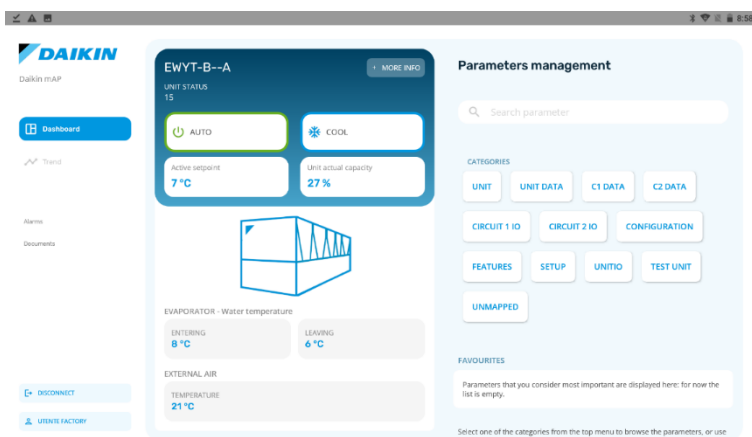 8:58
DAIKIN
Daikin mAP
Dashboard
Trend
Alarms
Documents
DISCONNECT
UTENTE FACTORY
EWYT-B--A
+ MORE INFO
UNIT STATUS
15
AUTO
COOL
Active setpoint
7 °C
Unit actual capacity
27 %
EVAPORATOR - Water temperature
ENTERING
8 °C
LEAVING
6 °C
EXTERNAL AIR
TEMPERATURE
21 °C
Parameters management
Search parameter
CATEGORIES
UNIT
UNIT DATA
C1 DATA
C2 DATA
CIRCUIT 1 IO
CIRCUIT 2 IO
CONFIGURATION
FEATURES
SETUP
UNITIO
TEST UNIT
UNMAPPED
FAVOURITES
Parameters that you consider most important are displayed here: for now the
list is empty.
Select one of the categories from the top menu to browse the parameters, or use